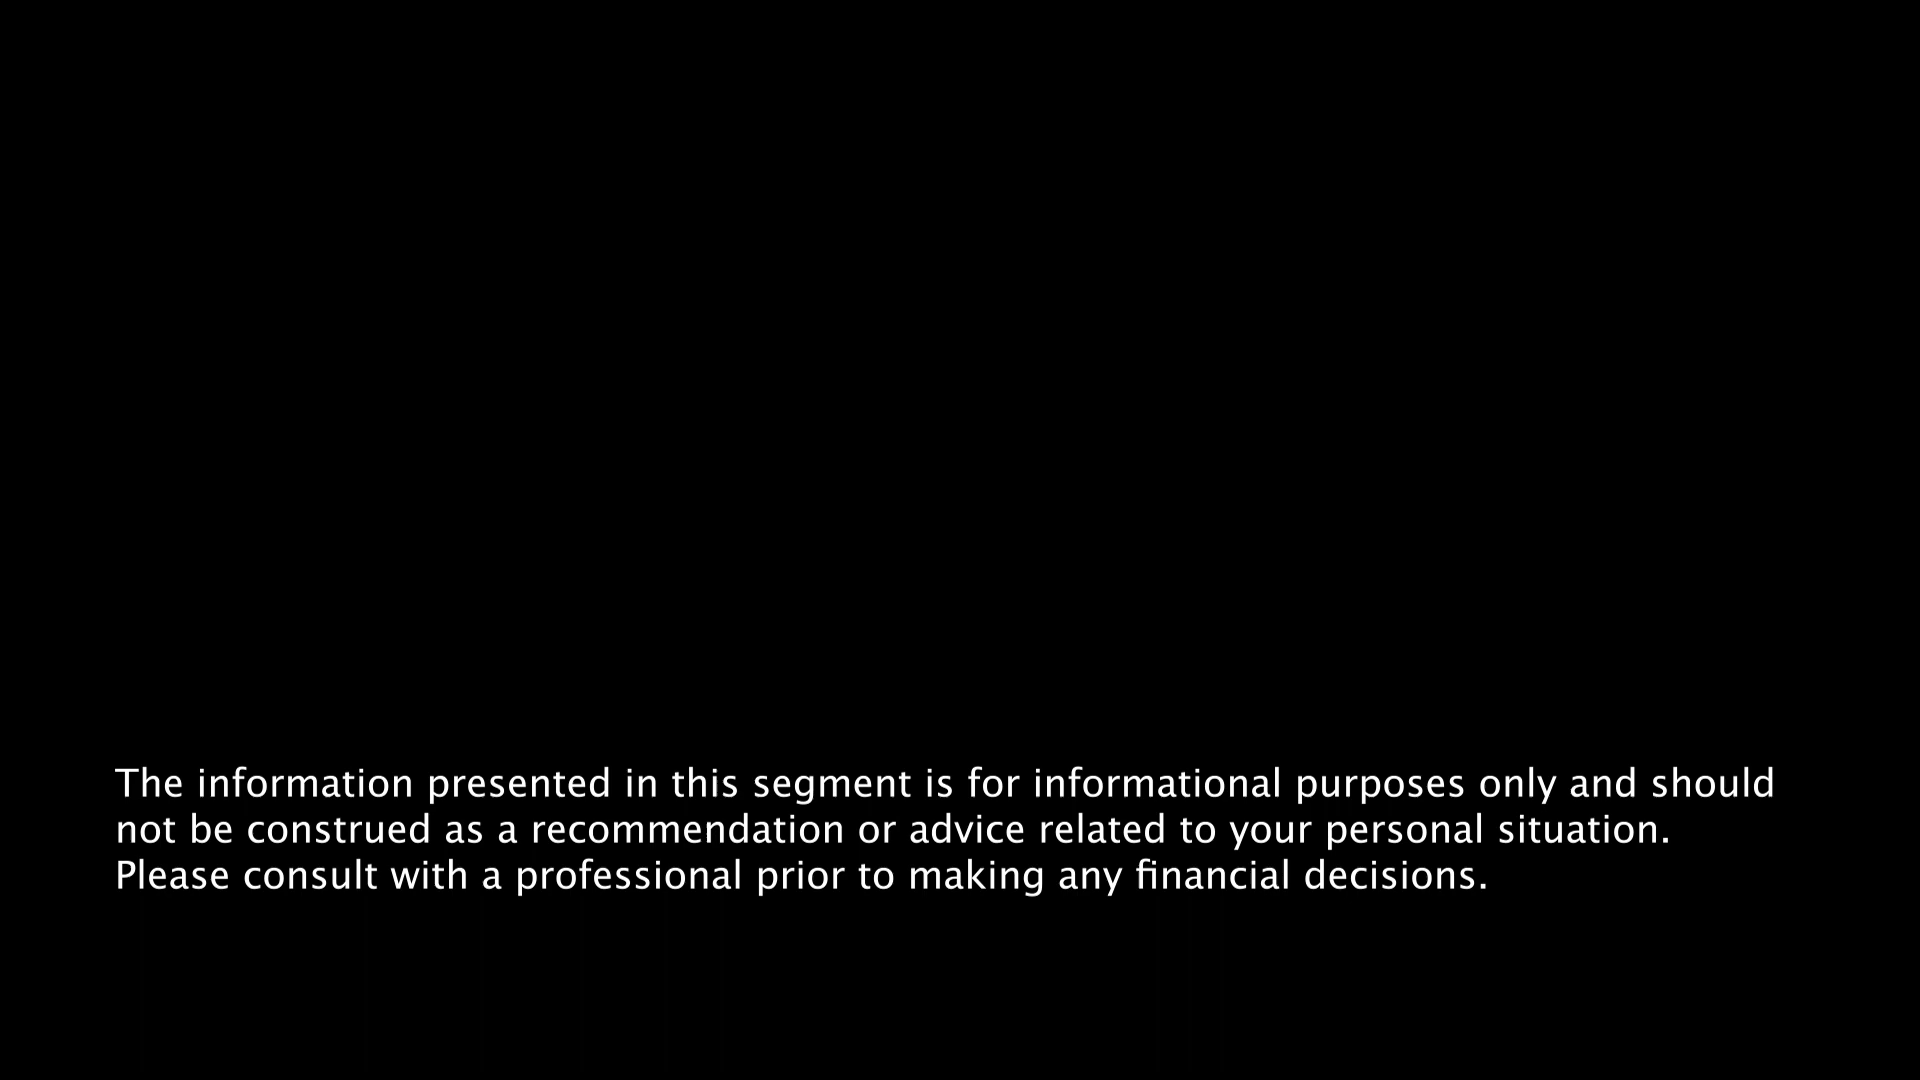 The information presented in this segment is for informational purposes only and should
not be construed as a recommendation or advice related to your personal situation.
Please consult with a professional prior to making any financial decisions.